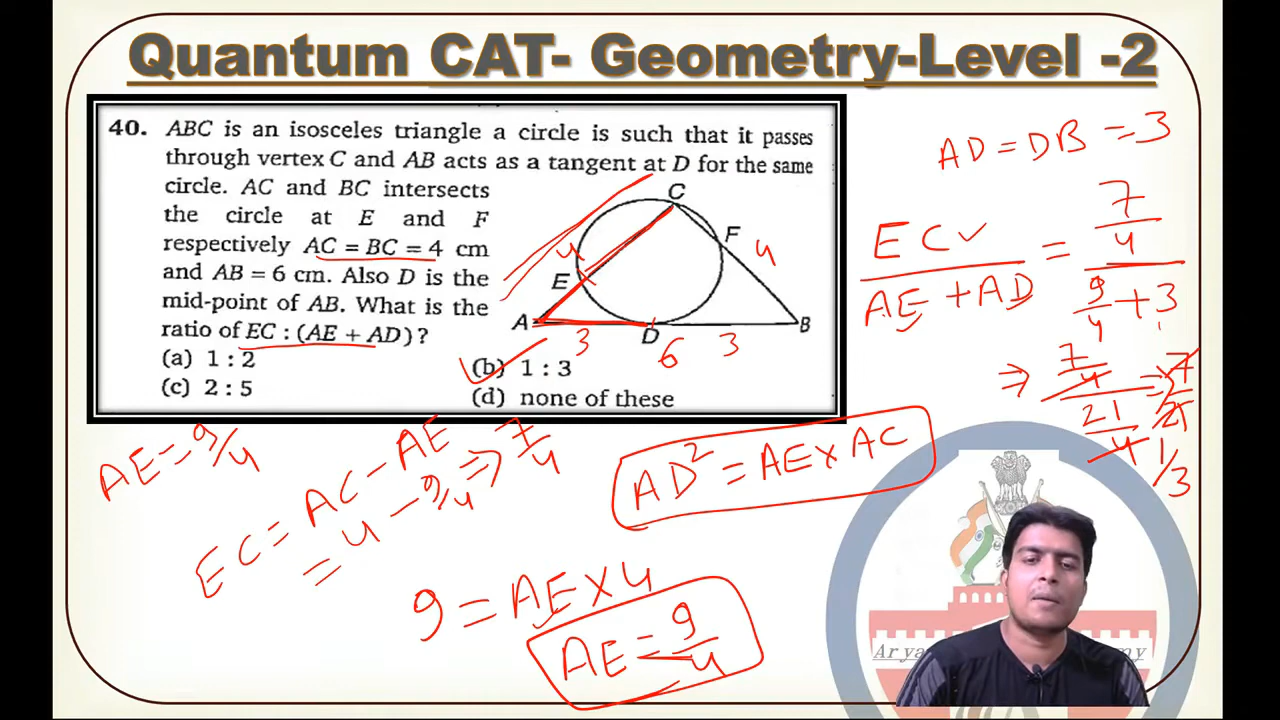 Quantum CAT- Geometry-Level -2
40. ABC is an isosceles triangle a circle is such that it passes
through vertex C and AB acts as a tangent at D for the same
circle. AC and BC intersects
the circle at E and F
respectively AC = BC = 4 cm
and AB = 6 cm. Also D is the
mid-point of AB. What is the
ratio of EC : (AE + AD)?
(a) 1 : 2
(b) 1 : 3
(c) 2 : 5
(d) none of these
C
F
E
A
D
B
4
4
3
6
3
AD = DB = 3
EC / AE + AD = 7/4 / 9/4 + 3
⇒ 7/4 / 21/4 ⇒ 7/21
1/3
AE = 9/4
EC = AC - AE
= 4 - 9/4 ⇒ 7/4
AD² = AE × AC
9 = AE × 4
AE = 9/4